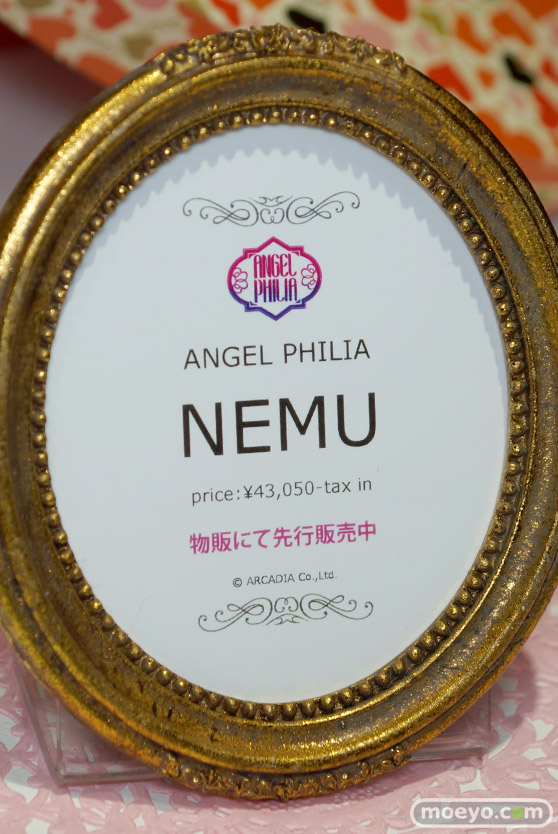 ANGEL
PHILIA
ANGEL PHILIA
NEMU
price:¥43,050-tax in
物販にて先行販売中
© ARCADIA Co.,Ltd.
moeyo.com